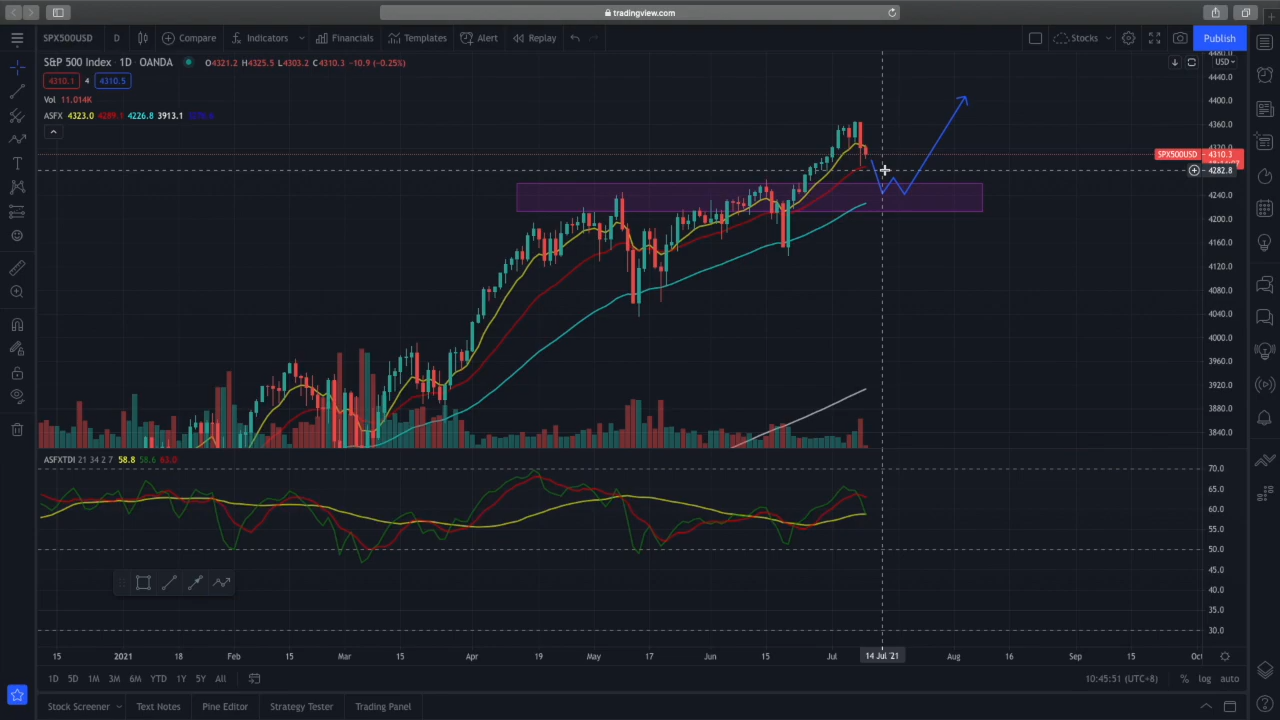 tradingview.com
SPX500USD D Compare Indicators Financials Templates Alert Replay Stocks Publish
S&P 500 Index · 1D OANDA O4321.2 H4325.5 L4303.2 C4310.3 -10.9 (-0.25%) USD
4310.1 4 4310.5
Vol 11.014K
ASFX 4323.0 4289.1 4226.8 3913.1
4440.0
4400.0
4360.0
SPX500USD 4310.3
4282.8
4240.0
4200.0
4160.0
4120.0
4080.0
4040.0
4000.0
3960.0
3920.0
3880.0
3840.0
ASFXTDI 21 34 2 7 58.8 58.6 63.0
70.0
65.0
60.0
55.0
50.0
45.0
40.0
35.0
30.0
15 2021 18 Feb 15 Mar 15 Apr 19 May 17 Jun 15 Jul 14 Jul '21 Aug 16 Sep 15
1D 5D 1M 3M 6M YTD 1Y 5Y All 10:45:51 (UTC+8) % log auto
Stock Screener Text Notes Pine Editor Strategy Tester Trading Panel